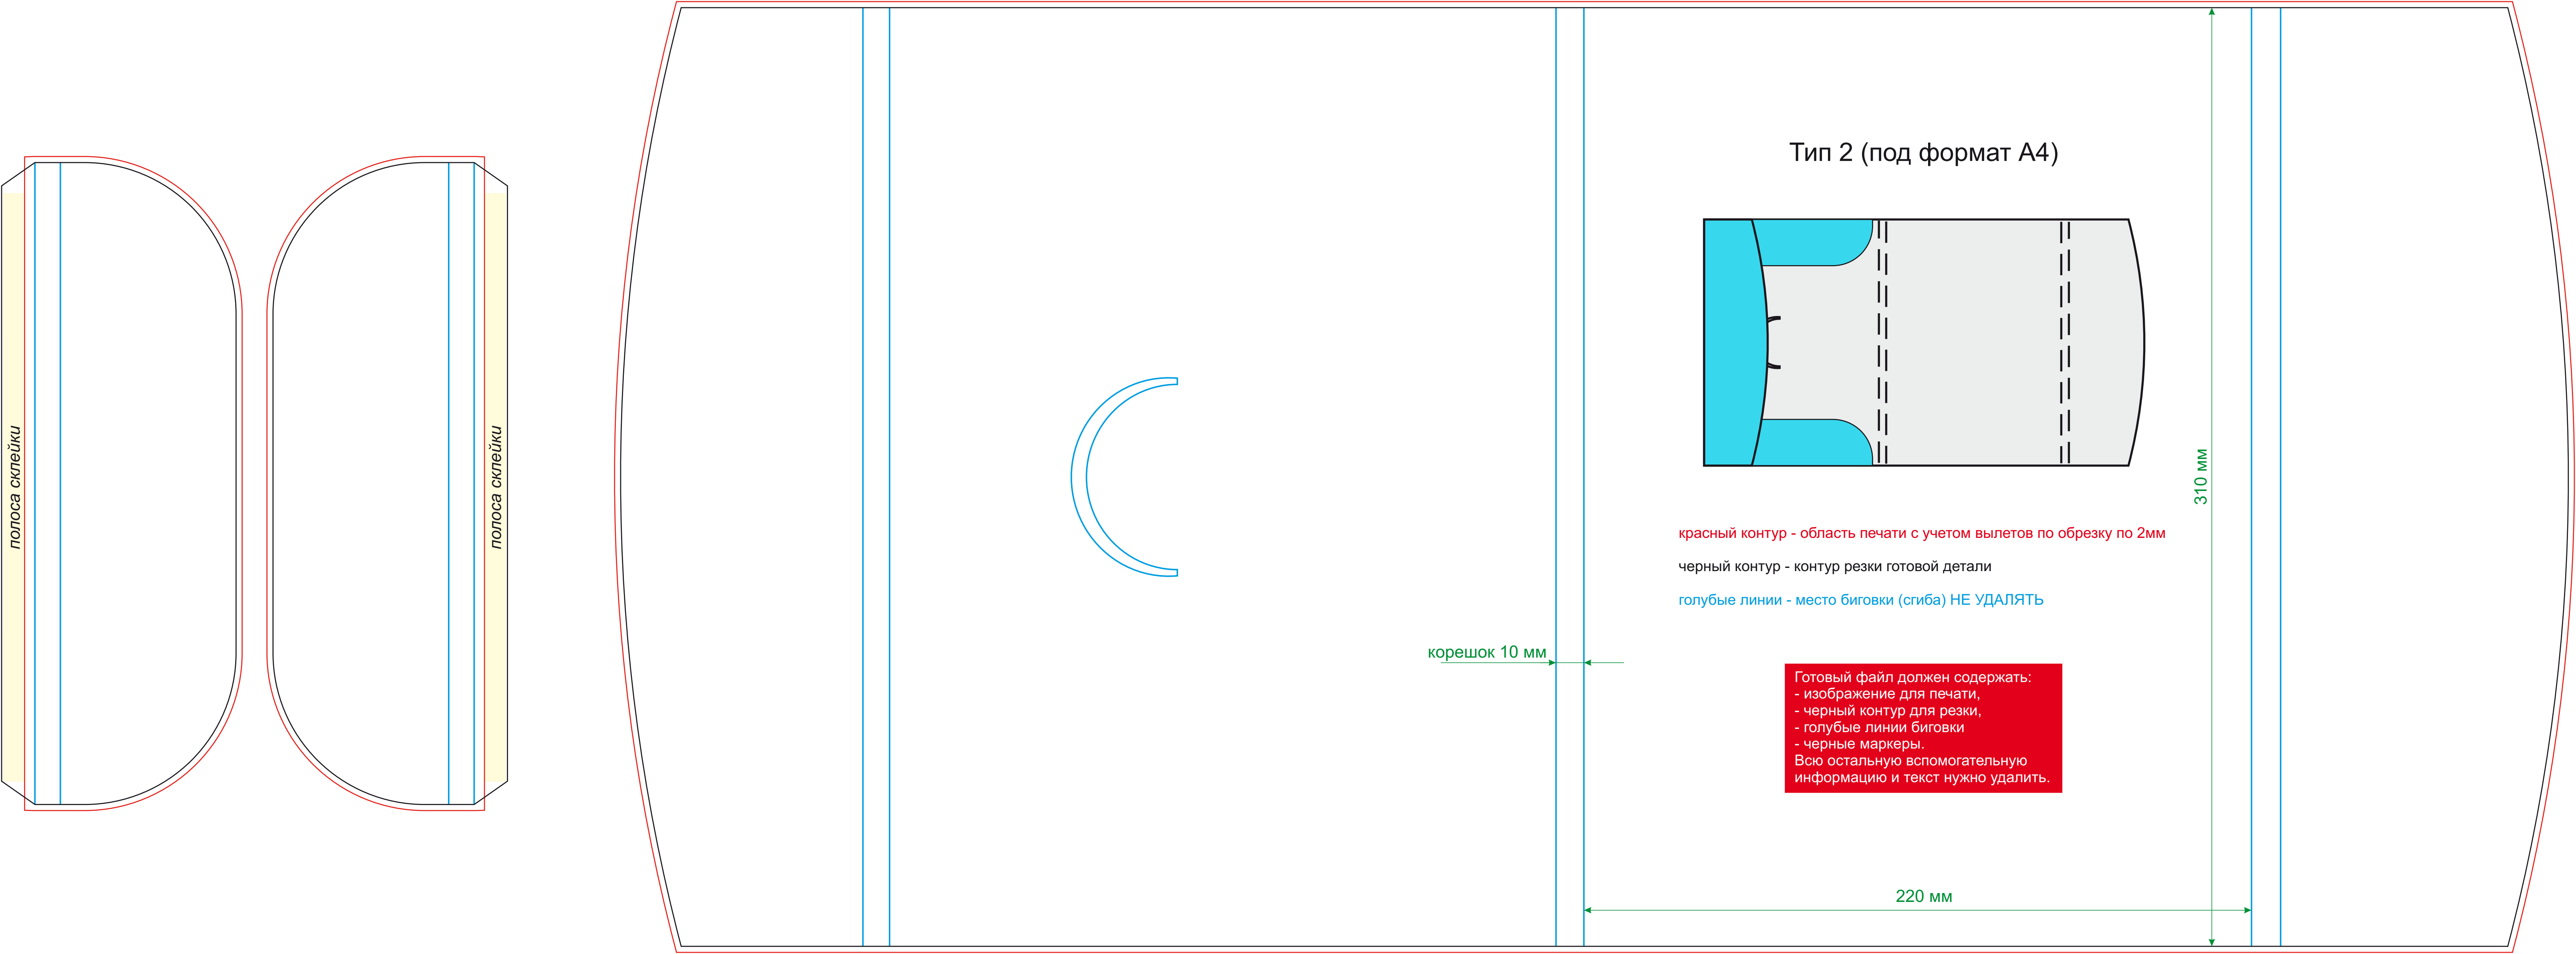 полоса склейки
полоса склейки
Тип 2 (под формат А4)
310 мм
красный контур - область печати с учетом вылетов по обрезку по 2мм
черный контур - контур резки готовой детали
голубые линии - место биговки (сгиба) НЕ УДАЛЯТЬ
корешок 10 мм
Готовый файл должен содержать:
- изображение для печати,
- черный контур для резки,
- голубые линии биговки
- черные маркеры.
Всю остальную вспомогательную
информацию и текст нужно удалить.
220 мм